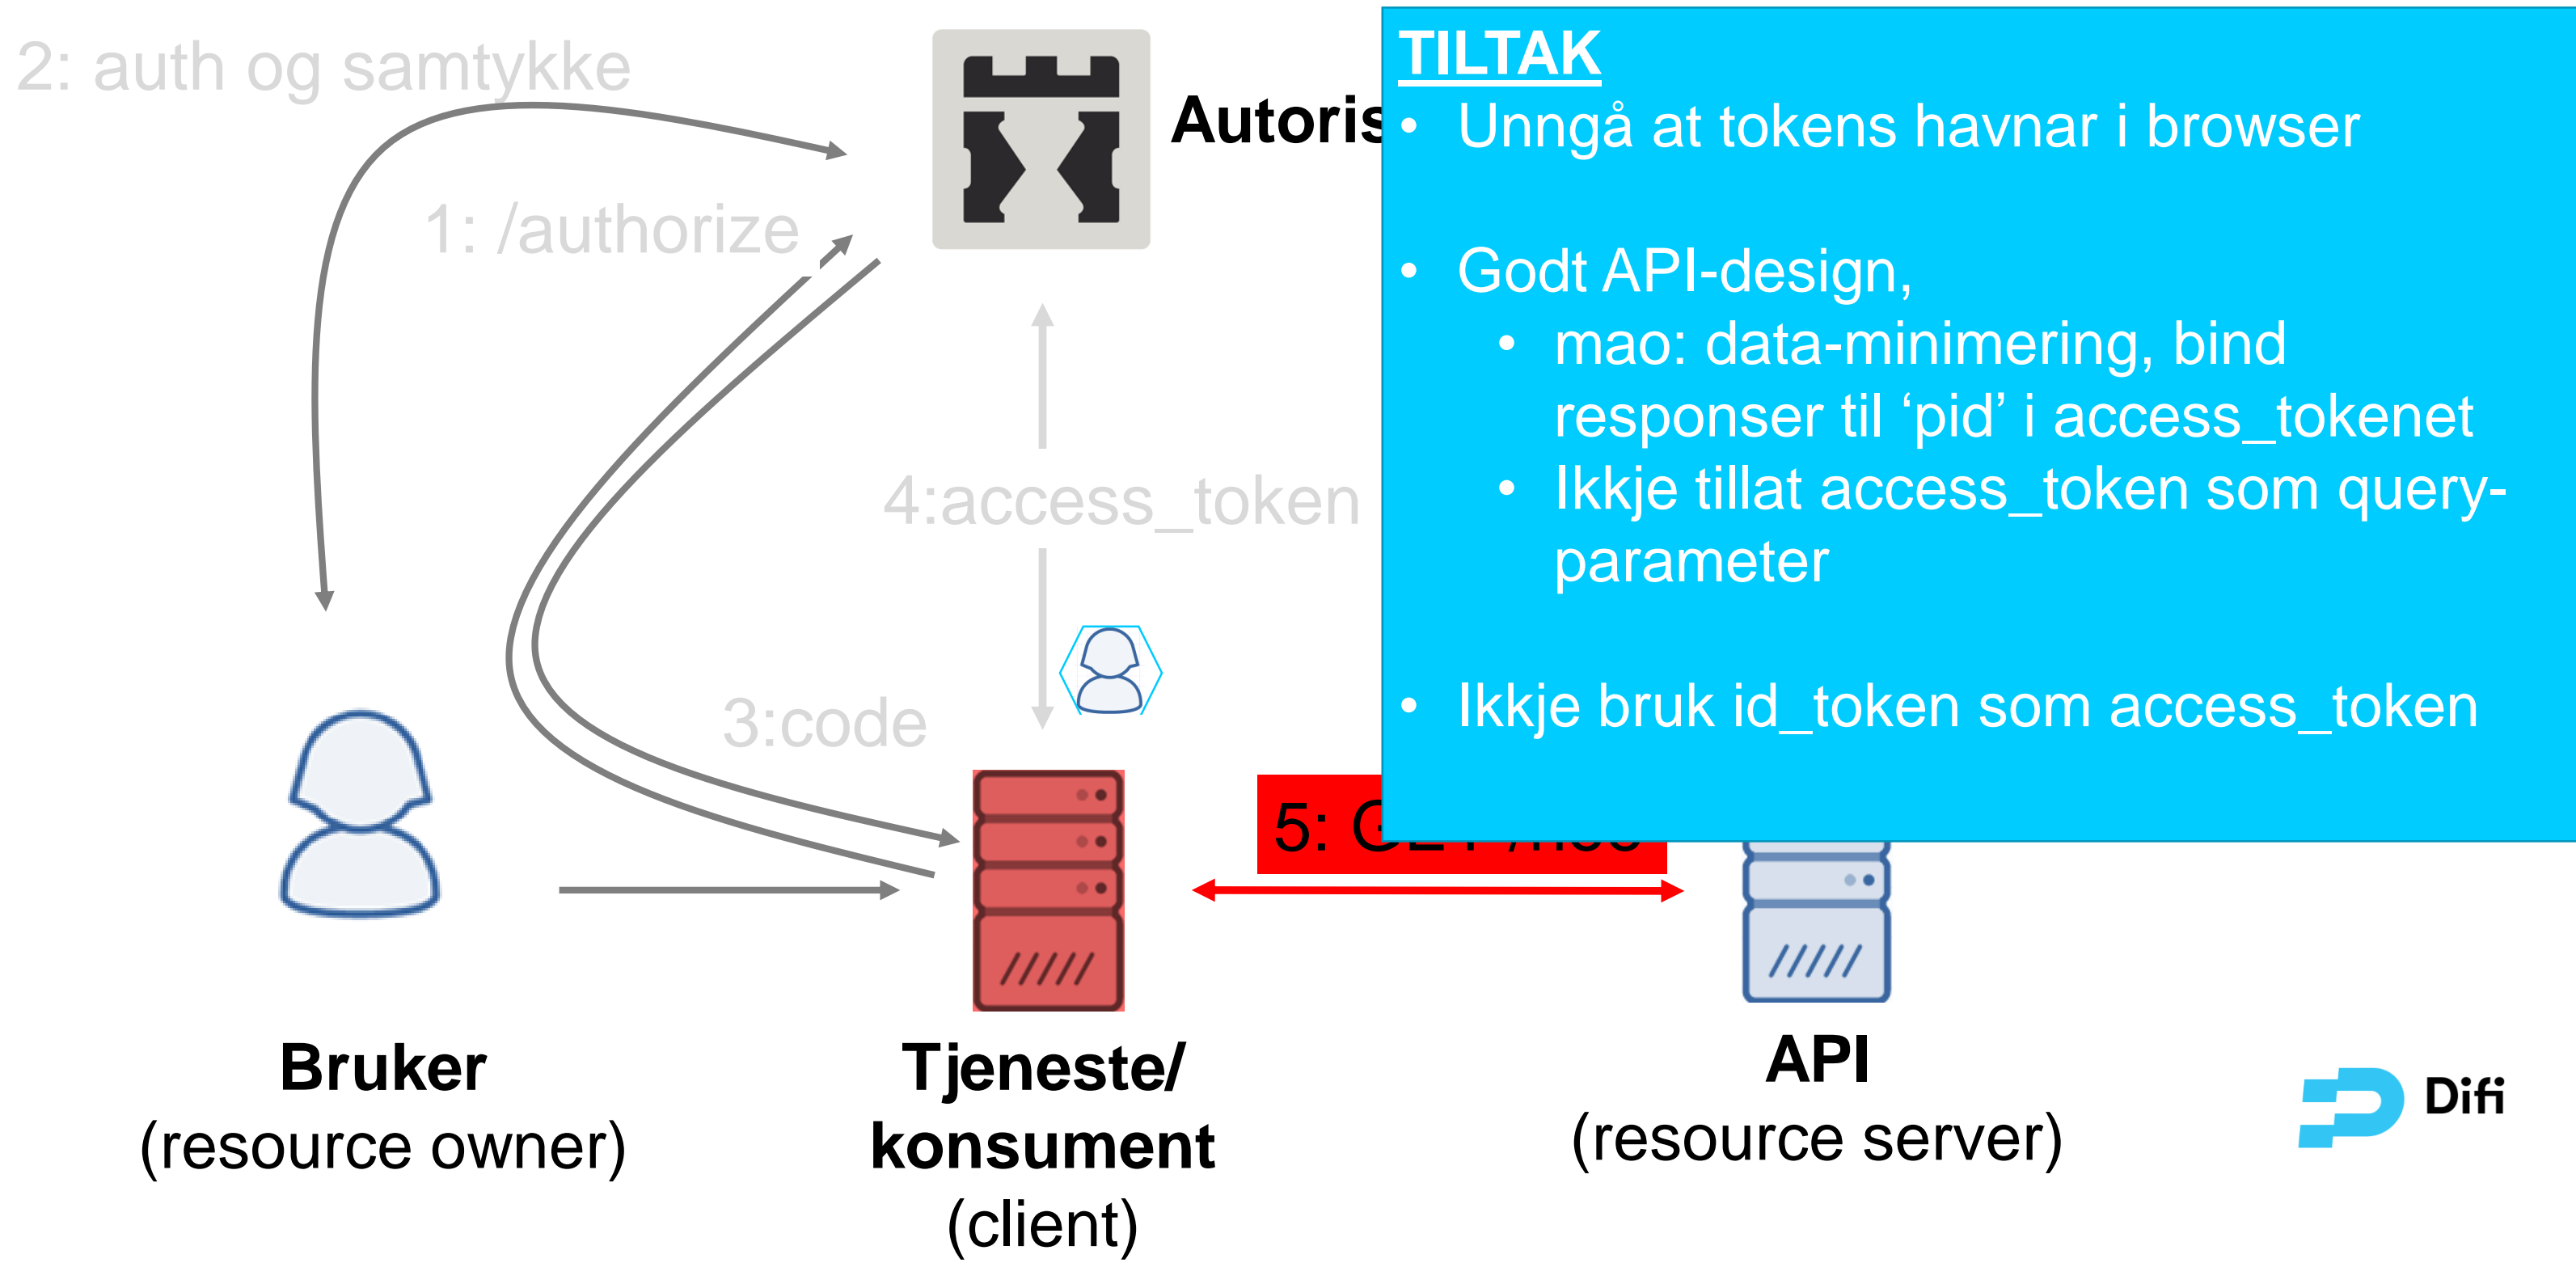 2: auth og samtykke
1: /authorize
TILTAK
• Unngå at tokens havnar i browser
• Godt API-design,
• mao: data-minimering, bind
responser til ‘pid’ i access_tokenet
• Ikkje tillat access_token som query-
parameter
• Ikkje bruk id_token som access_token
4:access_token
3:code
5:
Bruker
(resource owner)
Tjeneste/
konsument
(client)
API
(resource server)
Difi